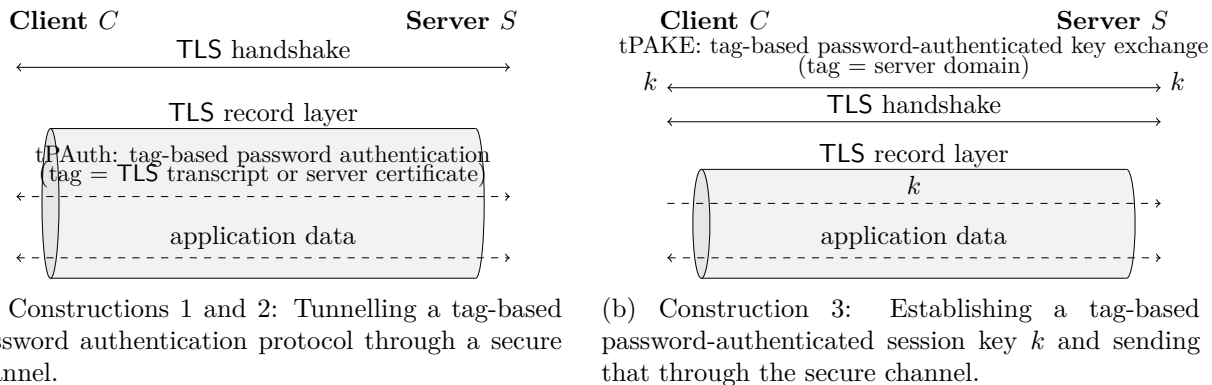 Client C Server S
TLS handshake
TLS record layer
tPAuth: tag-based password authentication
(tag = TLS transcript or server certificate)
application data
Constructions 1 and 2: Tunnelling a tag-based
password authentication protocol through a secure
Client C Server S
tPAKE: tag-based password-authenticated key exchange
(tag = server domain)
k k
TLS handshake
TLS record layer
k
application data
(b) Construction 3: Establishing a tag-based
password-authenticated session key k and sending
that through the secure channel.